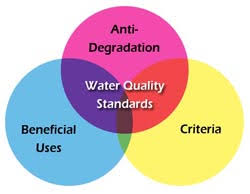 Anti-
Degradation
Water Quality
Standards
Beneficial
Uses
Criteria